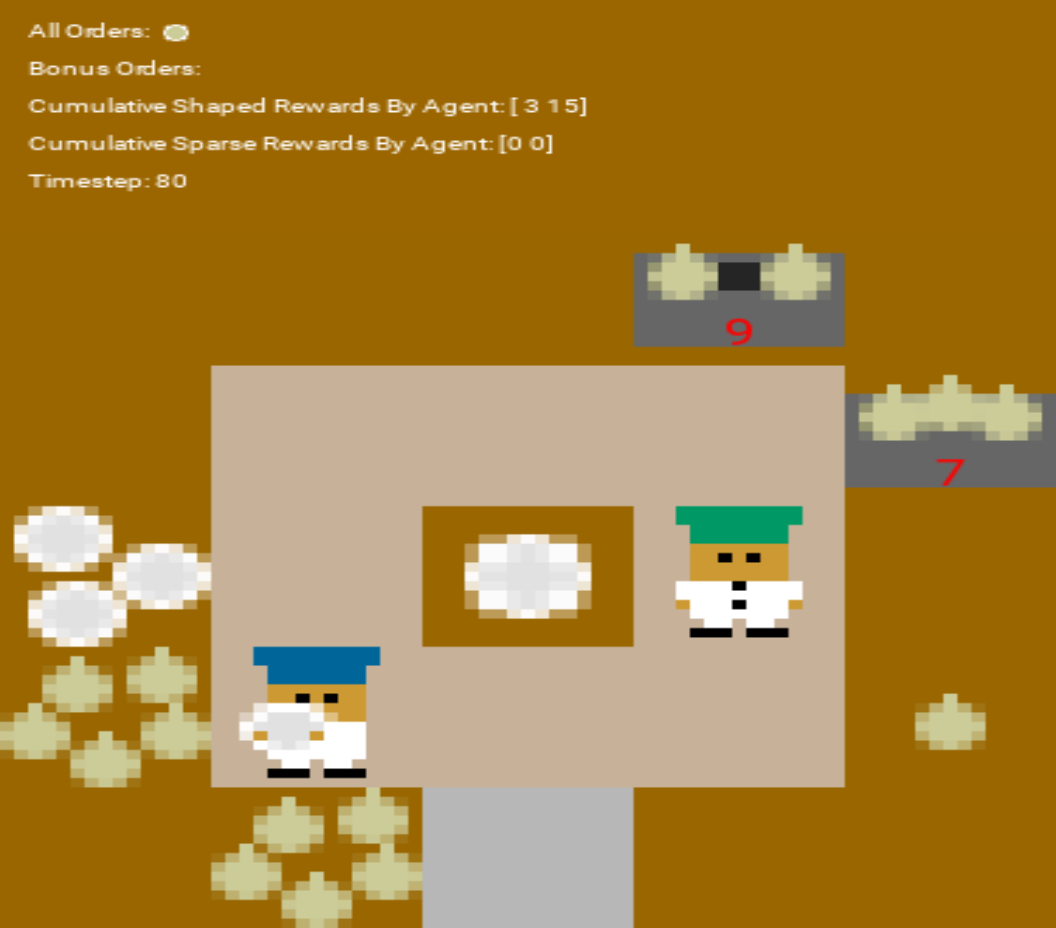 All Orders:
Bonus Orders:
Cumulative Shaped Rewards By Agent: [ 3 15]
Cumulative Sparse Rewards By Agent: [0 0]
Timestep: 80
9
7